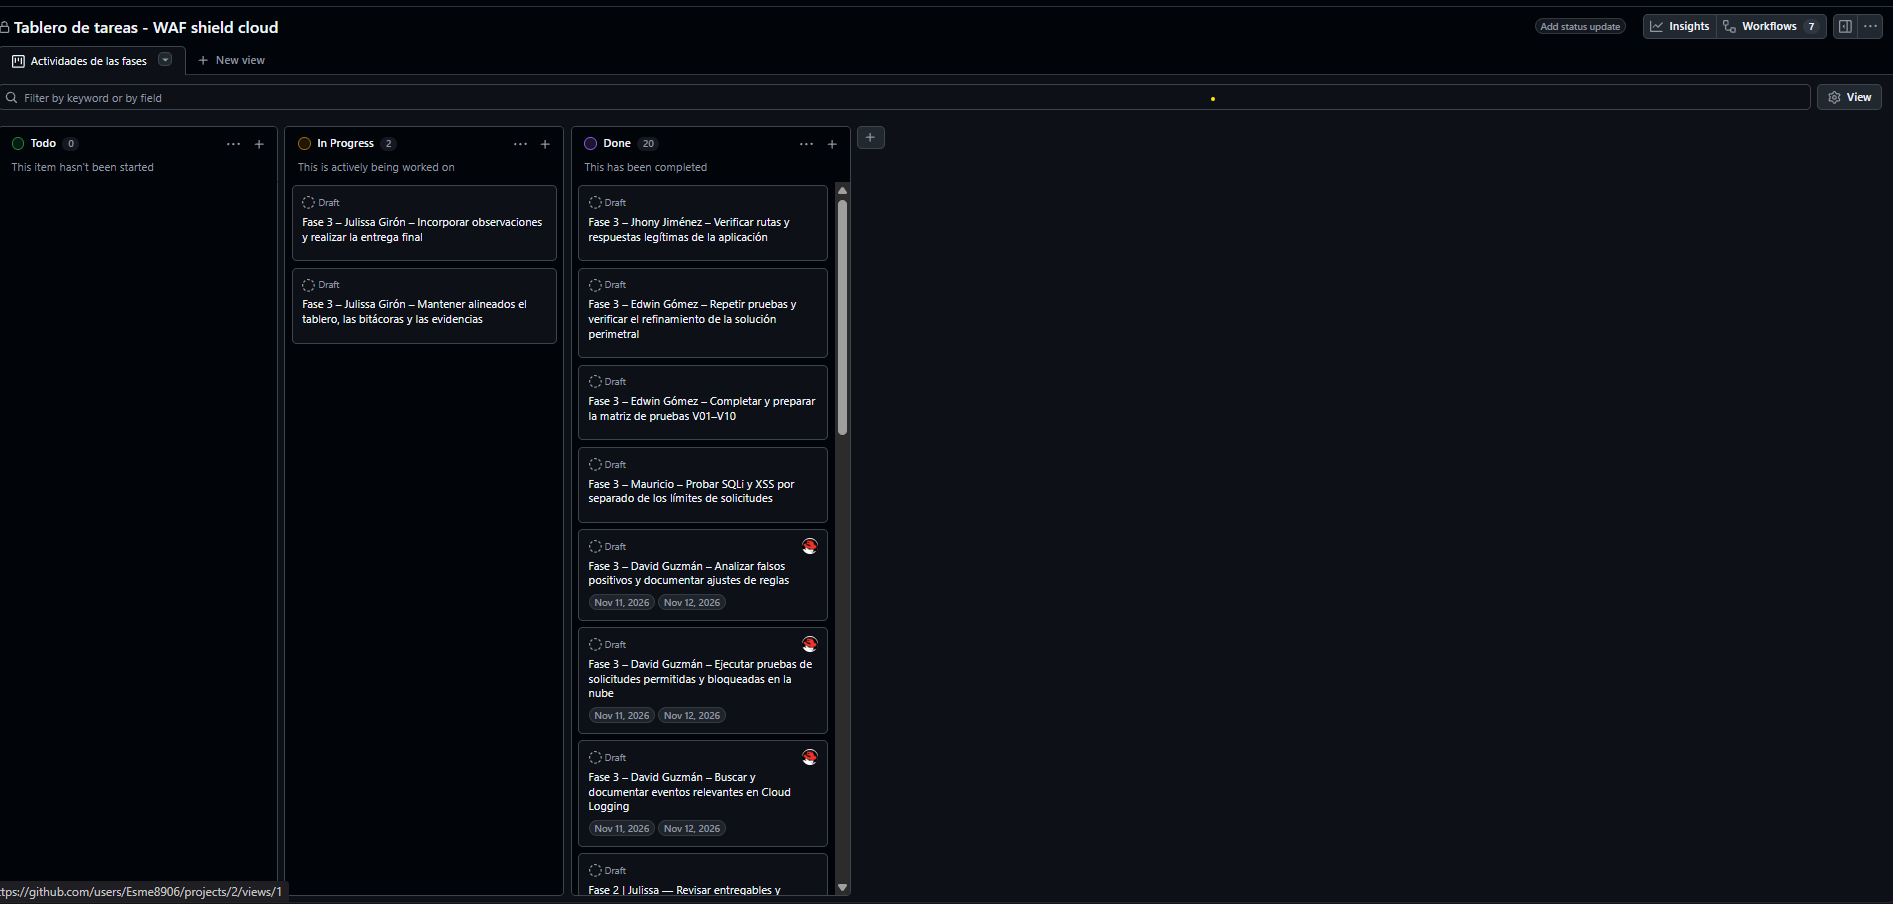 Tablero de tareas - WAF shield cloud
Add status update
Insights
Workflows 7
Actividades de las fases
New view
Filter by keyword or by field
View
Todo 0
This item hasn't been started
In Progress 2
This is actively being worked on
Draft
Fase 3 – Julissa Girón – Incorporar observaciones
y realizar la entrega final
Draft
Fase 3 – Julissa Girón – Mantener alineados el
tablero, las bitácoras y las evidencias
Done 20
This has been completed
Draft
Fase 3 – Jhony Jiménez – Verificar rutas y
respuestas legítimas de la aplicación
Draft
Fase 3 – Edwin Gómez – Repetir pruebas y
verificar el refinamiento de la solución
perimetral
Draft
Fase 3 – Edwin Gómez – Completar y preparar
la matriz de pruebas V01–V10
Draft
Fase 3 – Mauricio – Probar SQLi y XSS por
separado de los límites de solicitudes
Draft
Fase 3 – David Guzmán – Analizar falsos
positivos y documentar ajustes de reglas
Nov 11, 2026 Nov 12, 2026
Draft
Fase 3 – David Guzmán – Ejecutar pruebas de
solicitudes permitidas y bloqueadas en la
nube
Nov 11, 2026 Nov 12, 2026
Draft
Fase 3 – David Guzmán – Buscar y
documentar eventos relevantes en Cloud
Logging
Nov 11, 2026 Nov 12, 2026
Draft
Fase 2 | Julissa — Revisar entregables y
ttps://github.com/users/Esme8906/projects/2/views/1